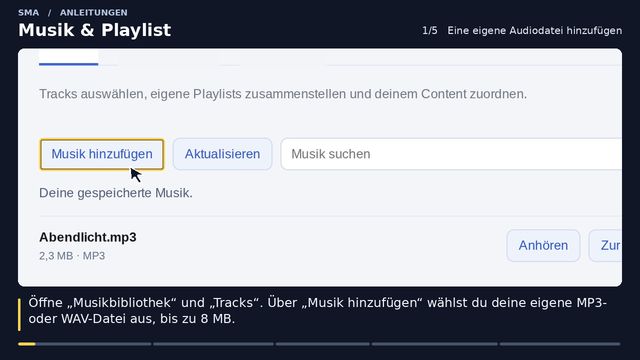 SMA / ANLEITUNGEN
Musik & Playlist
1/5 Eine eigene Audiodatei hinzufügen
Tracks auswählen, eigene Playlists zusammenstellen und deinem Content zuordnen.
Musik hinzufügen
Aktualisieren
Musik suchen
Deine gespeicherte Musik.
Abendlicht.mp3
2,3 MB · MP3
Anhören
Zur
Öffne „Musikbibliothek“ und „Tracks“. Über „Musik hinzufügen“ wählst du deine eigene MP3-
oder WAV-Datei aus, bis zu 8 MB.